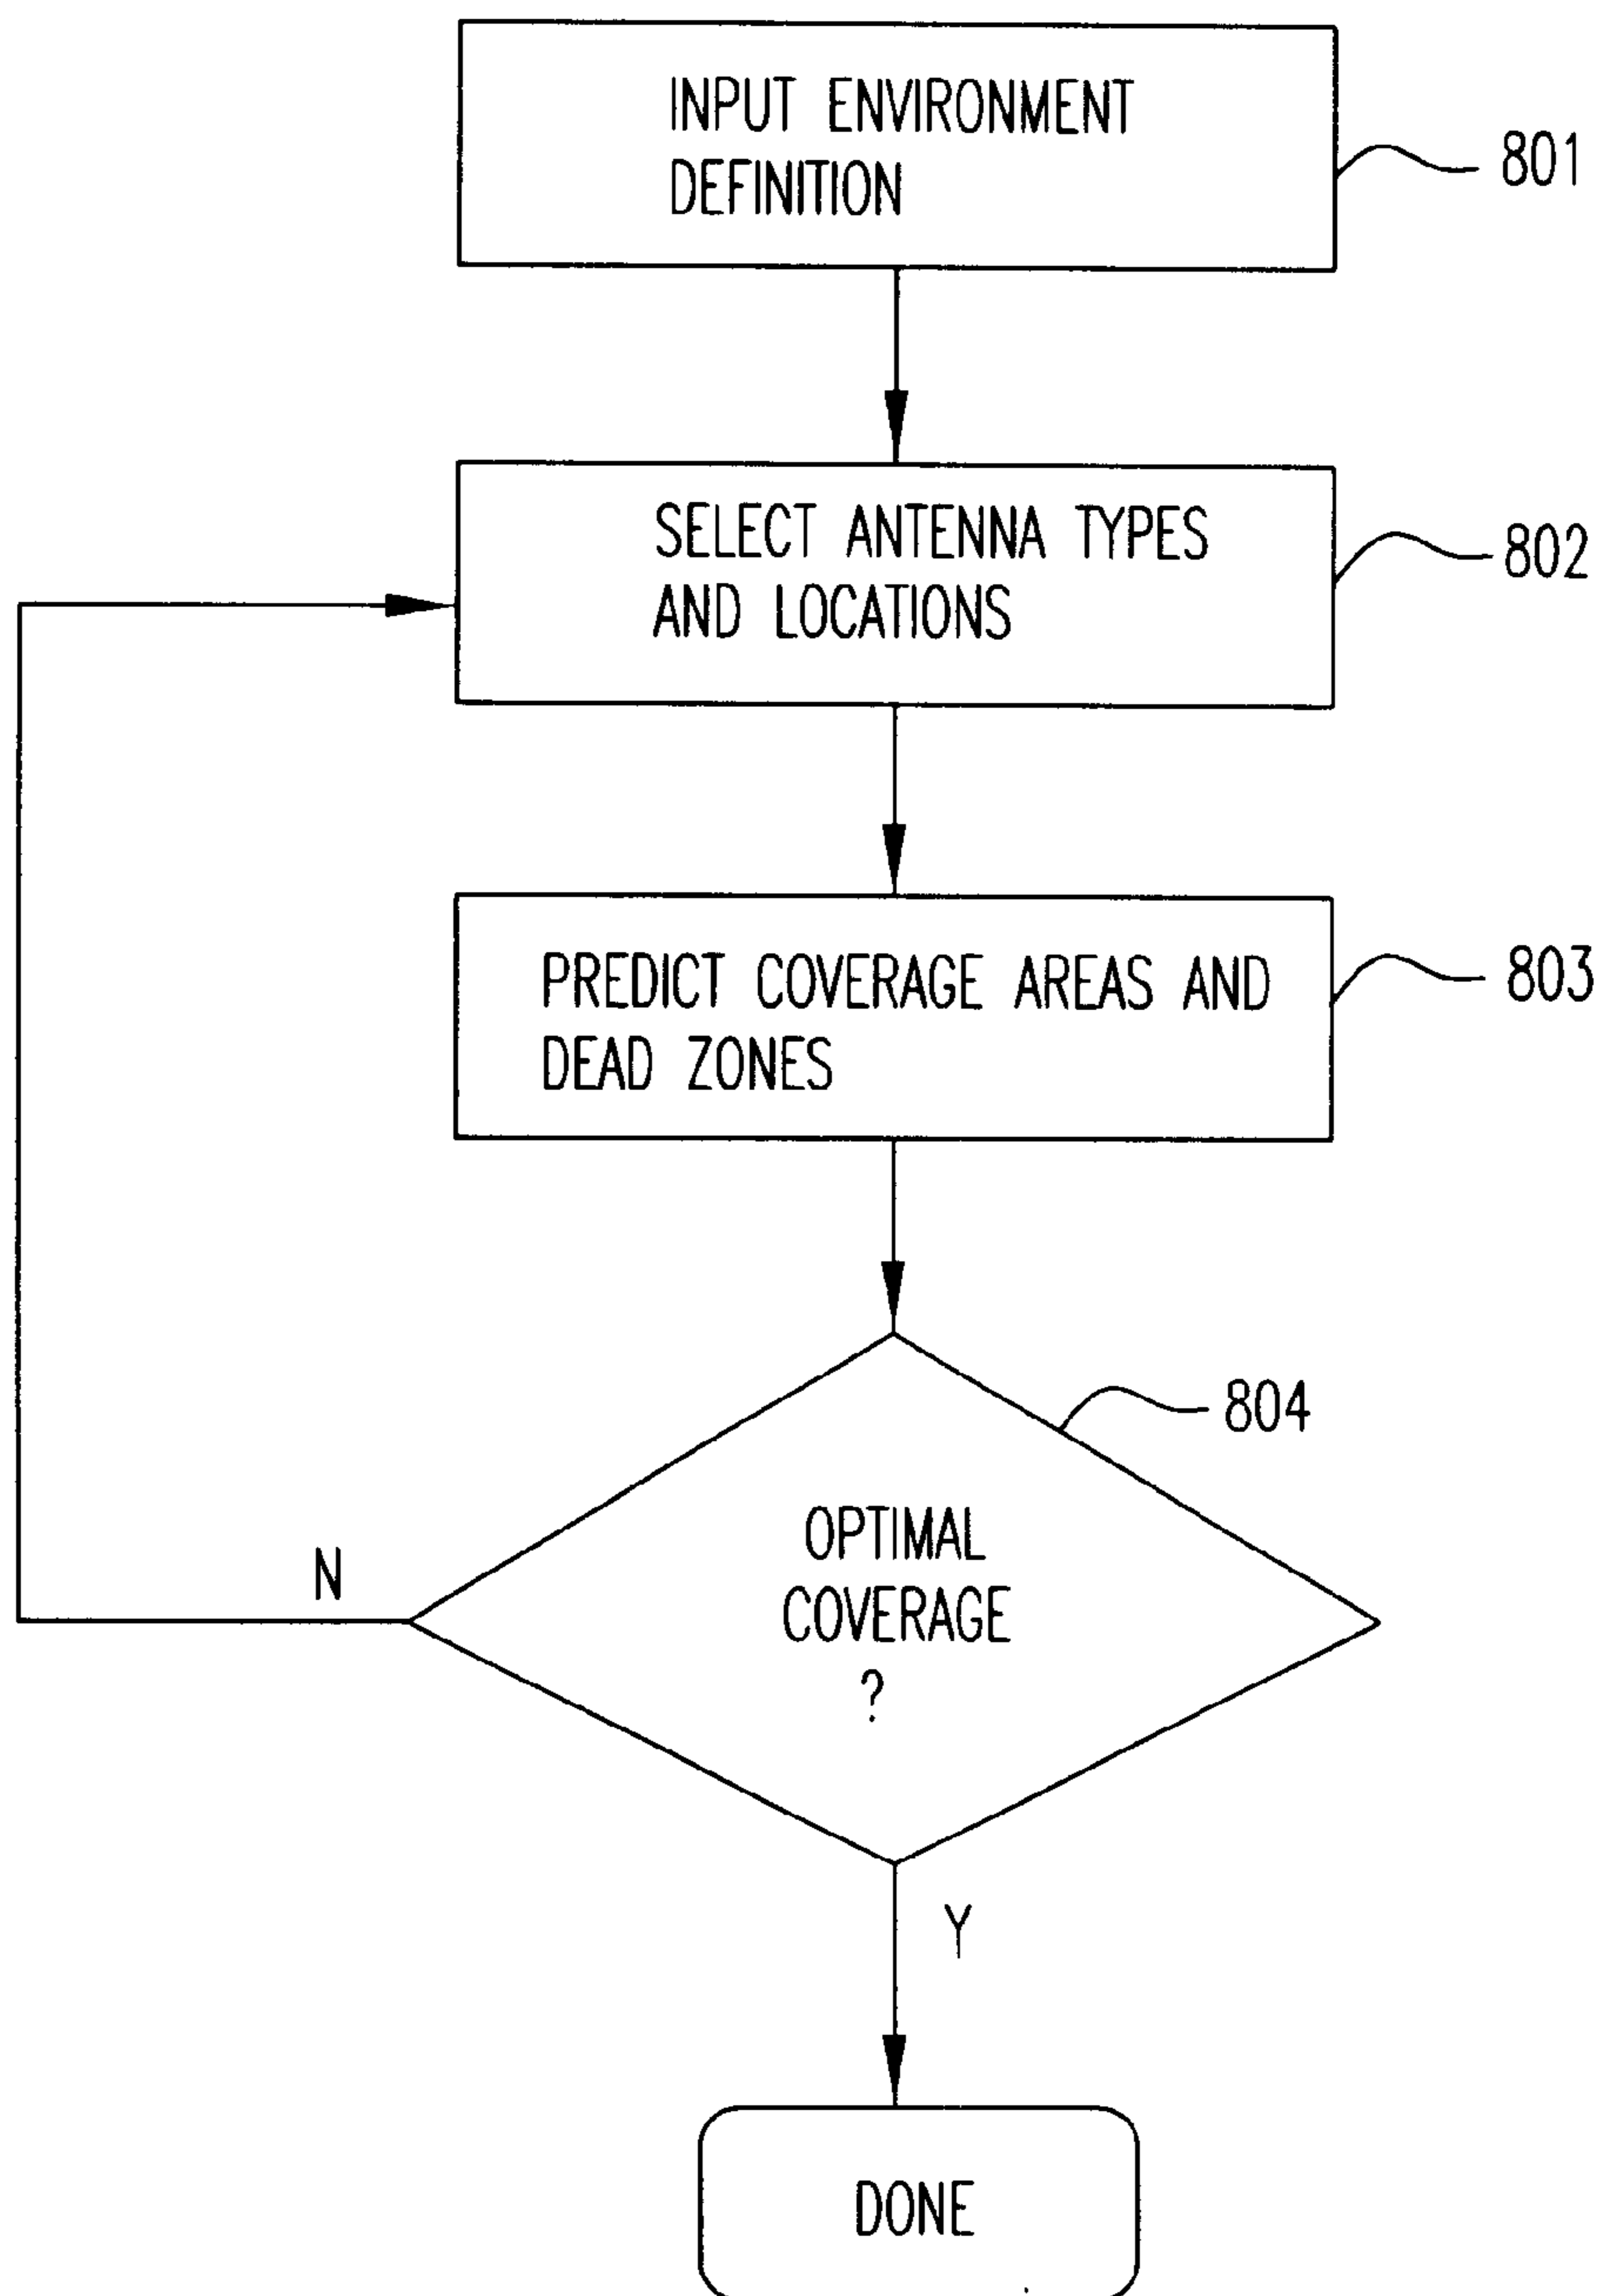 INPUT ENVIRONMENT
DEFINITION
801
SELECT ANTENNA TYPES
AND LOCATIONS
802
PREDICT COVERAGE AREAS AND
DEAD ZONES
803
804
OPTIMAL
COVERAGE
?
N
Y
DONE